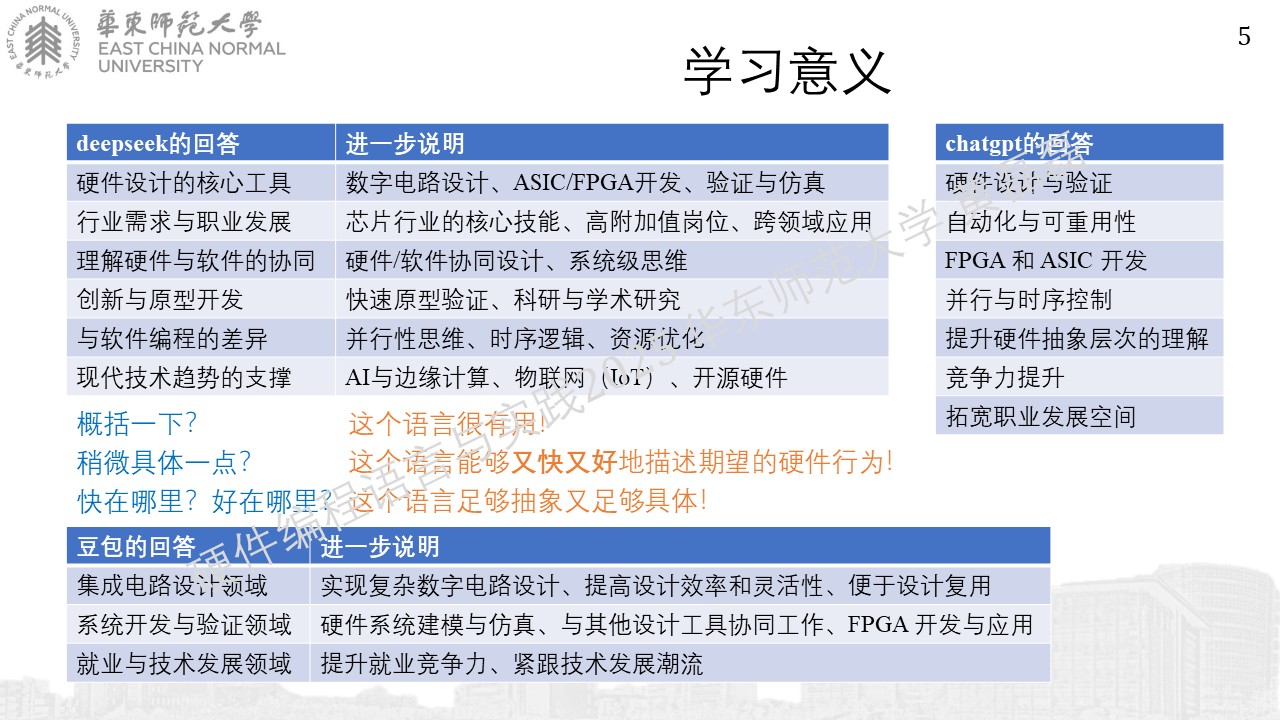 EAST CHINA NORMAL UNIVERSITY
華東師範大學
華東師範大學
EAST CHINA NORMAL
UNIVERSITY
5
学习意义
deepseek的回答 进一步说明
硬件设计的核心工具 数字电路设计、ASIC/FPGA开发、验证与仿真
行业需求与职业发展 芯片行业的核心技能、高附加值岗位、跨领域应用
理解硬件与软件的协同 硬件/软件协同设计、系统级思维
创新与原型开发 快速原型验证、科研与学术研究
与软件编程的差异 并行性思维、时序逻辑、资源优化
现代技术趋势的支撑 AI与边缘计算、物联网（IoT）、开源硬件
chatgpt的回答
硬件设计与验证
自动化与可重用性
FPGA 和 ASIC 开发
并行与时序控制
提升硬件抽象层次的理解
竞争力提升
拓宽职业发展空间
概括一下? 这个语言很有用!
稍微具体一点? 这个语言能够又快又好地描述期望的硬件行为!
快在哪里? 好在哪里? 这个语言足够抽象又足够具体!
豆包的回答 进一步说明
集成电路设计领域 实现复杂数字电路设计、提高设计效率和灵活性、便于设计复用
系统开发与验证领域 硬件系统建模与仿真、与其他设计工具协同工作、FPGA 开发与应用
就业与技术发展领域 提升就业竞争力、紧跟技术发展潮流
硬件编程语言与实践2025 华东师范大学